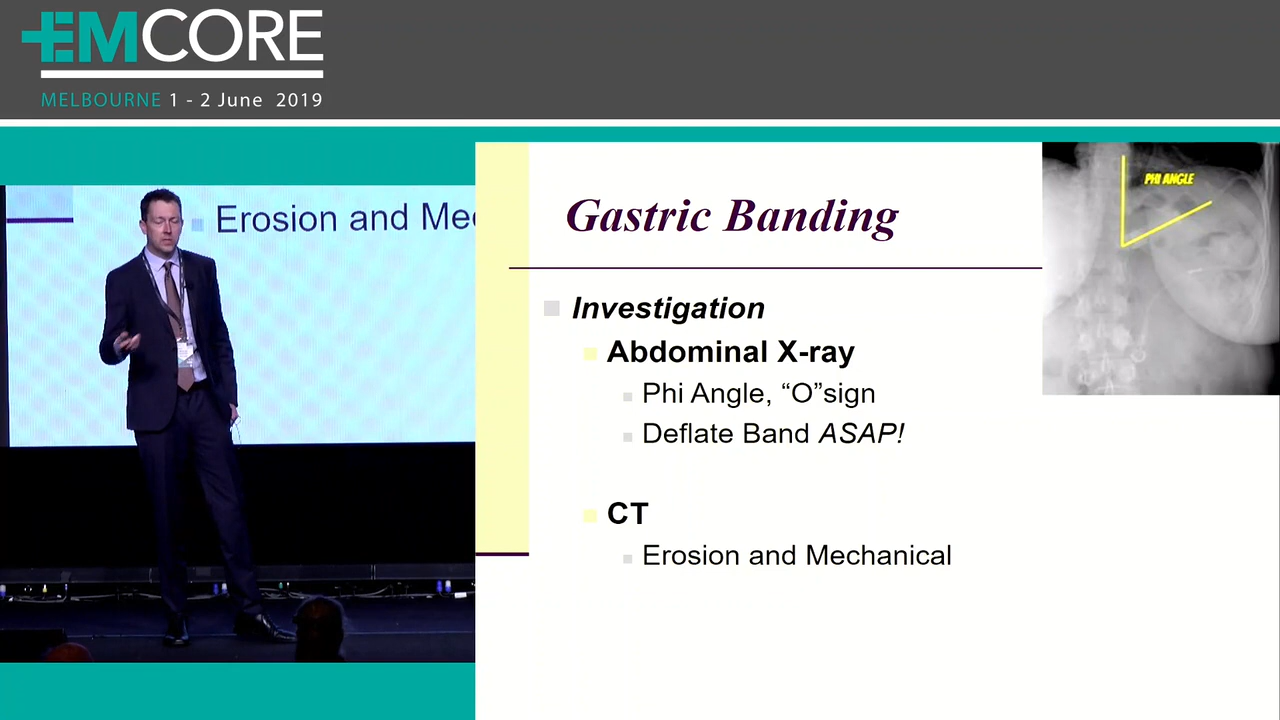 EMCORE
MELBOURNE 1 - 2 June 2019
Erosion and Me
Gastric Banding
Investigation
Abdominal X-ray
Phi Angle, “O”sign
Deflate Band ASAP!
CT
Erosion and Mechanical
PHI ANGLE